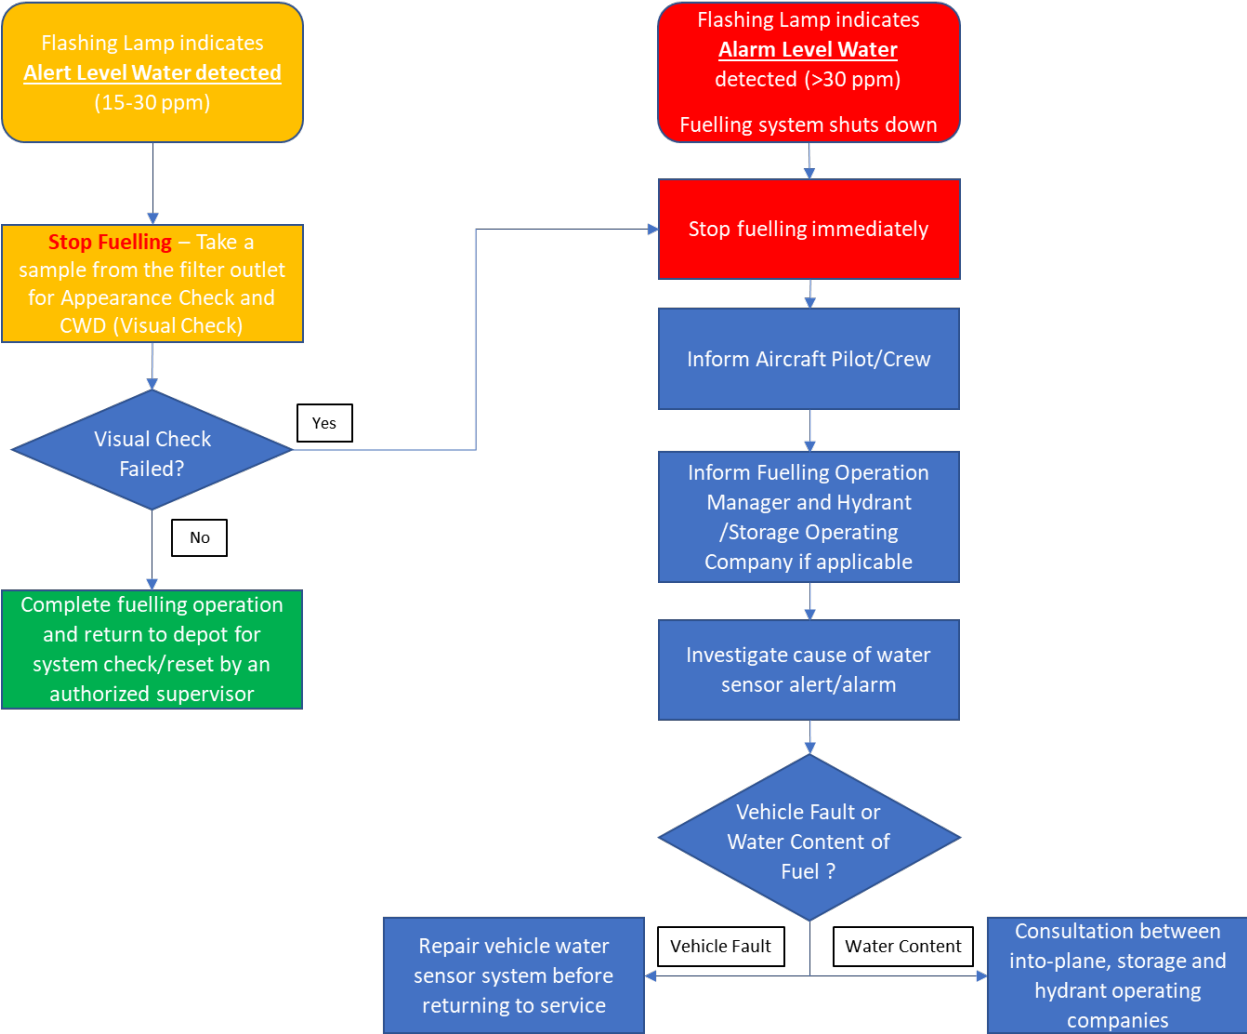 Flashing Lamp indicates
Alert Level Water detected
(15-30 ppm)
Stop Fuelling – Take a
sample from the filter outlet
for Appearance Check and
CWD (Visual Check)
Visual Check
Failed?
Yes
No
Complete fuelling operation
and return to depot for
system check/reset by an
authorized supervisor
Flashing Lamp indicates
Alarm Level Water
detected (>30 ppm)
Fuelling system shuts down
Stop fuelling immediately
Inform Aircraft Pilot/Crew
Inform Fuelling Operation
Manager and Hydrant
/Storage Operating
Company if applicable
Investigate cause of water
sensor alert/alarm
Vehicle Fault or
Water Content of
Fuel ?
Vehicle Fault
Water Content
Repair vehicle water
sensor system before
returning to service
Consultation between
into-plane, storage and
hydrant operating
companies